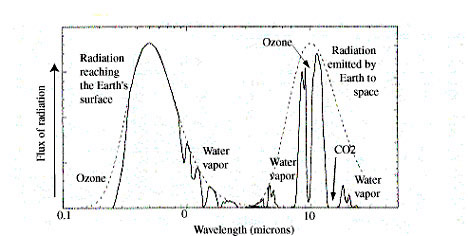 Ozone
Radiation
reaching
the Earth's
surface
Radiation
emitted by
Earth to
space
Flux of radiation
Water
vapor
Water
vapor
CO2
Ozone
Water
vapor
0.1
0
10
Wavelength (microns)